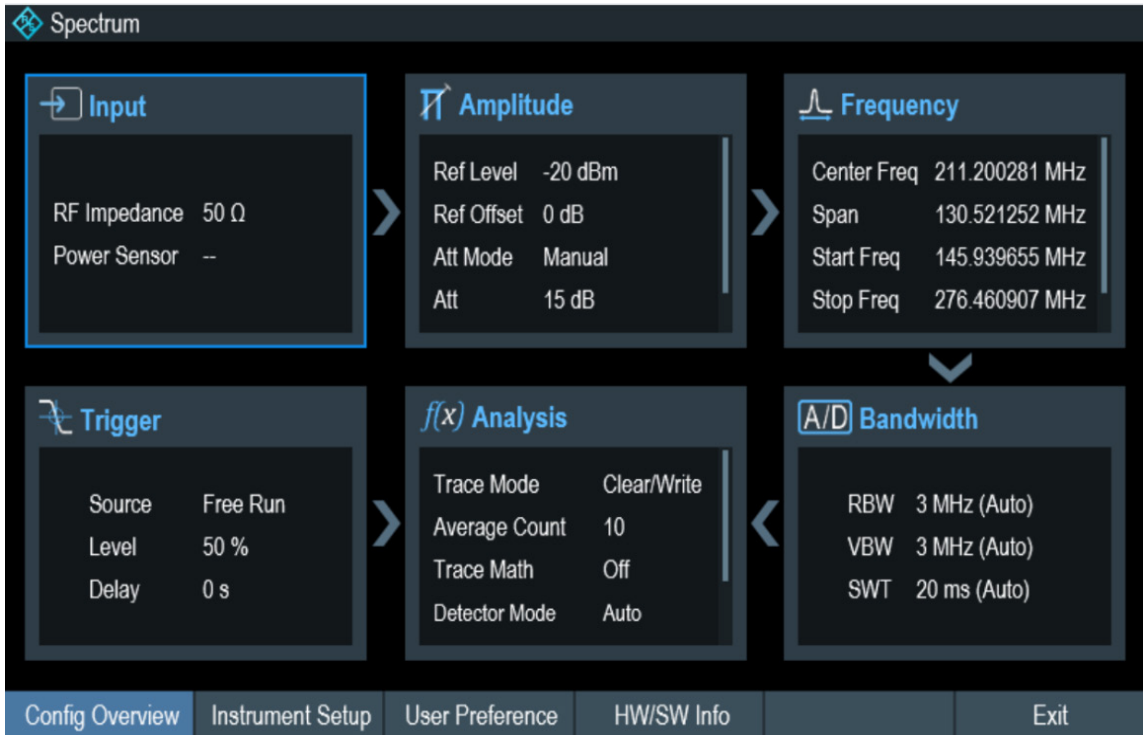 Spectrum
Input
RF Impedance 50 Ω
Power Sensor --
Amplitude
Ref Level -20 dBm
Ref Offset 0 dB
Att Mode Manual
Att 15 dB
Frequency
Center Freq 211.200281 MHz
Span 130.521252 MHz
Start Freq 145.939655 MHz
Stop Freq 276.460907 MHz
Trigger
Source Free Run
Level 50 %
Delay 0 s
f(x) Analysis
Trace Mode Clear/Write
Average Count 10
Trace Math Off
Detector Mode Auto
A/D Bandwidth
RBW 3 MHz (Auto)
VBW 3 MHz (Auto)
SWT 20 ms (Auto)
Config Overview Instrument Setup User Preference HW/SW Info Exit